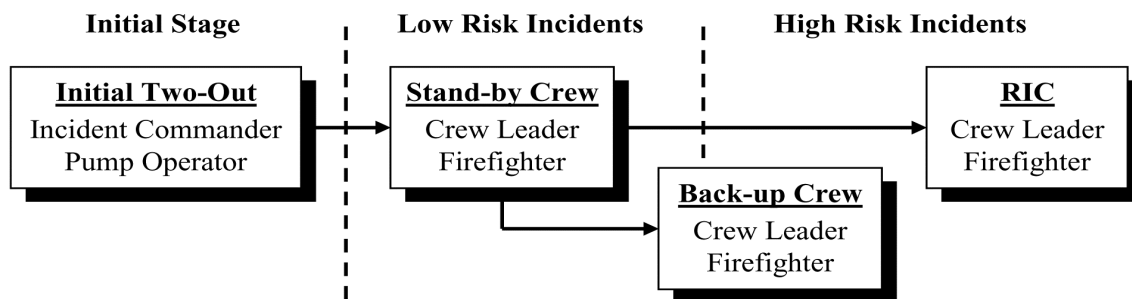 Initial Stage
Low Risk Incidents
High Risk Incidents
Initial Two-Out
Incident Commander
Pump Operator
Stand-by Crew
Crew Leader
Firefighter
RIC
Crew Leader
Firefighter
Back-up Crew
Crew Leader
Firefighter